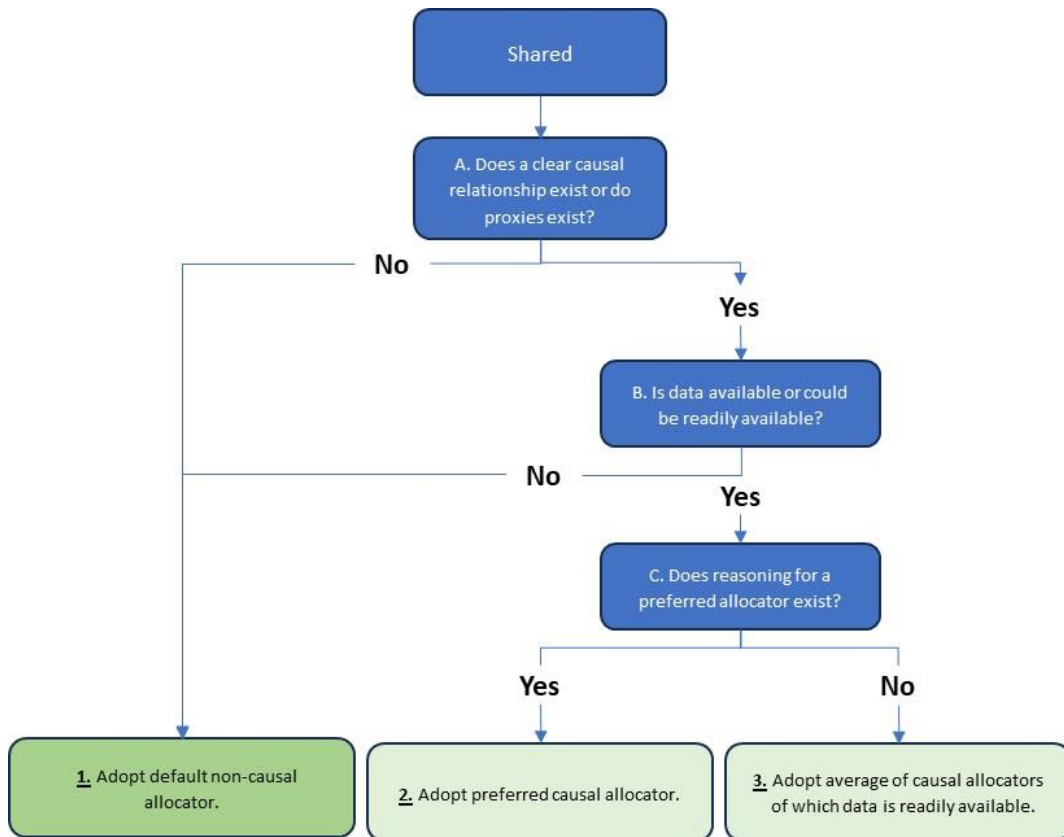 Shared
A. Does a clear causal
relationship exist or do
proxies exist?
No
Yes
B. Is data available or could
be readily available?
No
Yes
C. Does reasoning for a
preferred allocator exist?
Yes
No
1. Adopt default non-causal
allocator.
2. Adopt preferred causal allocator.
3. Adopt average of causal allocators
of which data is readily available.